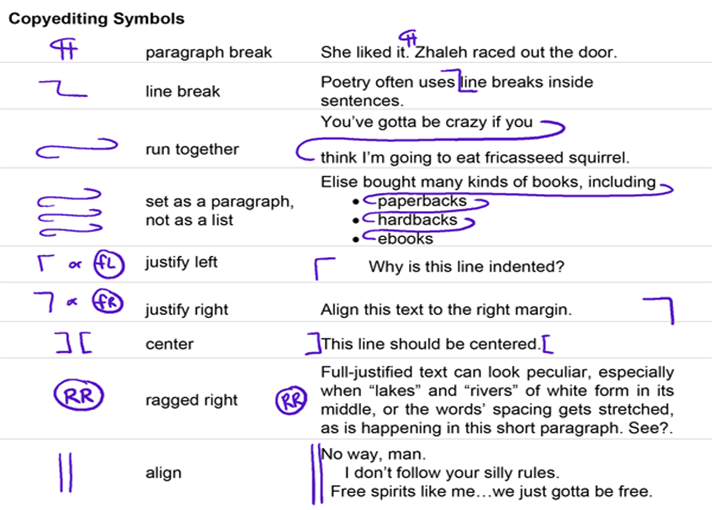 Copyediting Symbols
¶ paragraph break She liked it.¶ Zhaleh raced out the door.
line break Poetry often uses line breaks inside
sentences.
You’ve gotta be crazy if you
run together think I’m going to eat fricasseed squirrel.
Elise bought many kinds of books, including
set as a paragraph, • paperbacks
not as a list • hardbacks
• ebooks
or fL justify left Why is this line indented?
or fR justify right Align this text to the right margin.
] [ center ]This line should be centered.[
Full-justified text can look peculiar, especially
RR ragged right RR when “lakes” and “rivers” of white form in its
middle, or the words’ spacing gets stretched,
as is happening in this short paragraph. See?.
No way, man.
|| align || I don’t follow your silly rules.
Free spirits like me…we just gotta be free.